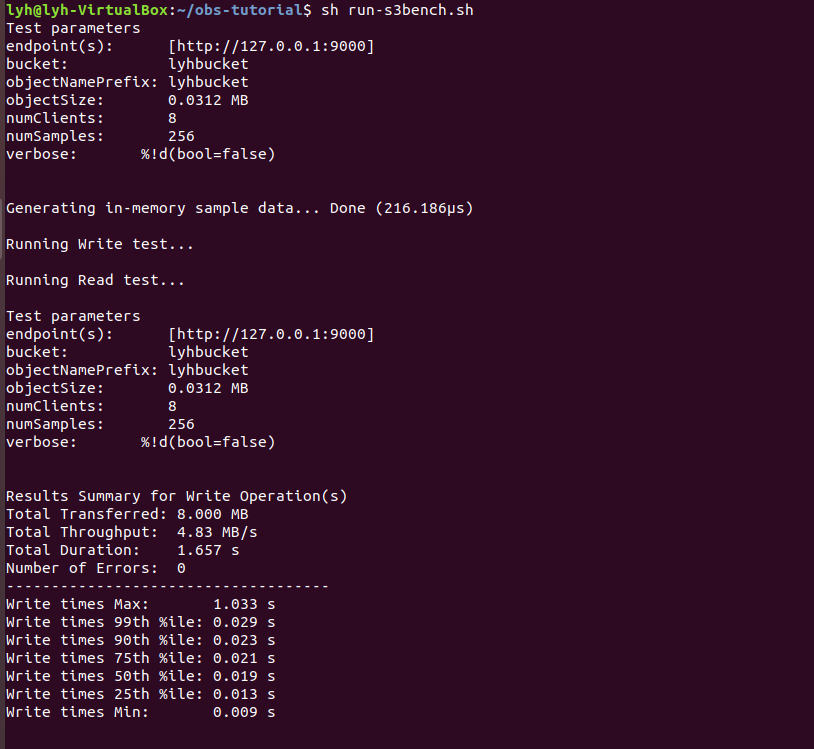 lyh@lyh-VirtualBox:~/obs-tutorial$ sh run-s3bench.sh
Test parameters
endpoint(s):      [http://127.0.0.1:9000]
bucket:           lyhbucket
objectNamePrefix: lyhbucket
objectSize:       0.0312 MB
numClients:       8
numSamples:       256
verbose:       %!d(bool=false)
Generating in-memory sample data... Done (216.186µs)
Running Write test...
Running Read test...
Test parameters
endpoint(s):      [http://127.0.0.1:9000]
bucket:           lyhbucket
objectNamePrefix: lyhbucket
objectSize:       0.0312 MB
numClients:       8
numSamples:       256
verbose:       %!d(bool=false)
Results Summary for Write Operation(s)
Total Transferred: 8.000 MB
Total Throughput:  4.83 MB/s
Total Duration:    1.657 s
Number of Errors:  0
------------------------------------
Write times Max:       1.033 s
Write times 99th %ile: 0.029 s
Write times 90th %ile: 0.023 s
Write times 75th %ile: 0.021 s
Write times 50th %ile: 0.019 s
Write times 25th %ile: 0.013 s
Write times Min:       0.009 s